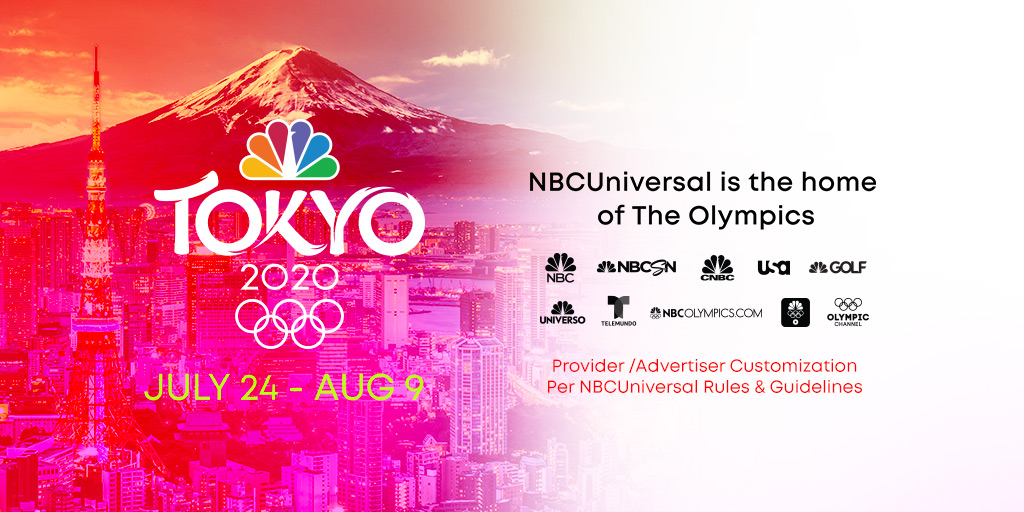 TOKYO
2020
JULY 24 - AUG 9
NBCUniversal is the home
of The Olympics
NBC
NBCSN
CNBC
USA
GOLF
UNIVERSO
TELEMUNDO
NBCOLYMPICS.COM
OLYMPIC
CHANNEL
Provider /Advertiser Customization
Per NBCUniversal Rules & Guidelines